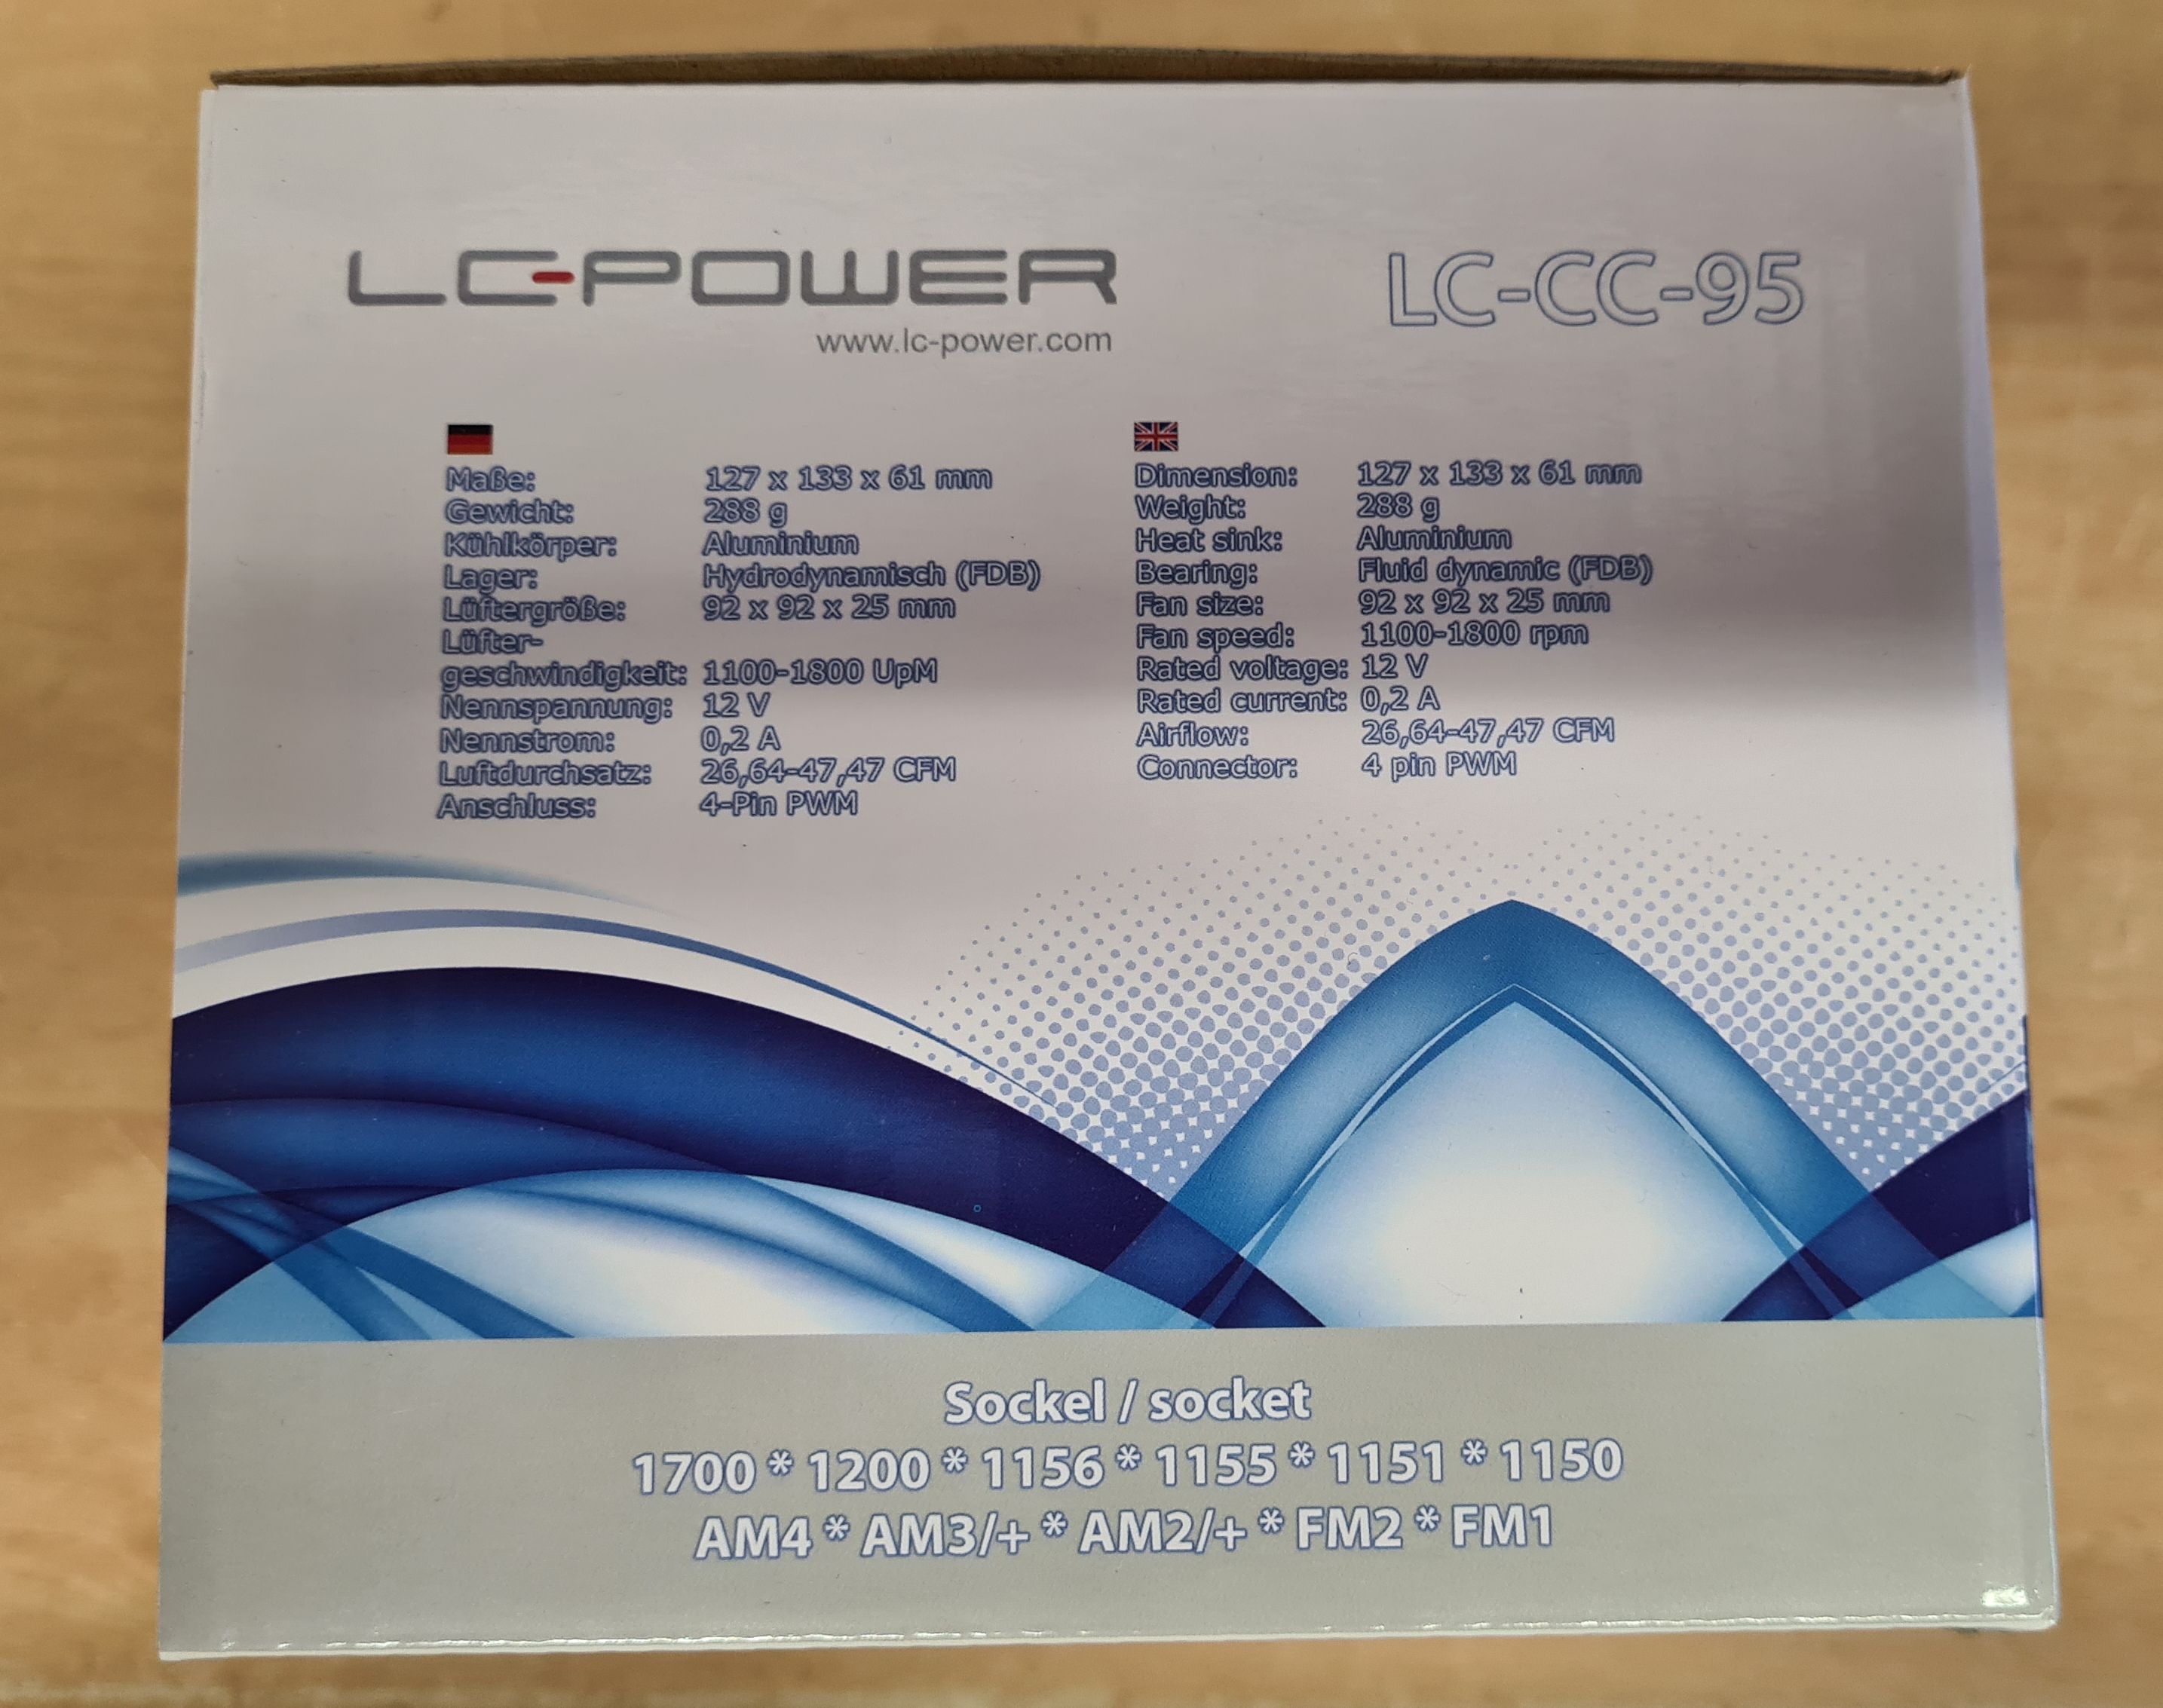 LC-POWER
www.lc-power.com
LC-CC-95
Maße: 127 x 133 x 61 mm
Gewicht: 288 g
Kühlkörper: Aluminium
Lager: Hydrodynamisch (FDB)
Lüftergröße: 92 x 92 x 25 mm
Lüfter-
geschwindigkeit: 1100-1800 UpM
Nennspannung: 12 V
Nennstrom: 0,2 A
Luftdurchsatz: 26,64-47,47 CFM
Anschluss: 4-Pin PWM
Dimension: 127 x 133 x 61 mm
Weight: 288 g
Heat sink: Aluminium
Bearing: Fluid dynamic (FDB)
Fan size: 92 x 92 x 25 mm
Fan speed: 1100-1800 rpm
Rated voltage: 12 V
Rated current: 0,2 A
Airflow: 26,64-47,47 CFM
Connector: 4 pin PWM
Sockel / socket
1700 * 1200 * 1156 * 1155 * 1151 * 1150
AM4 * AM3/+ * AM2/+ * FM2 * FM1